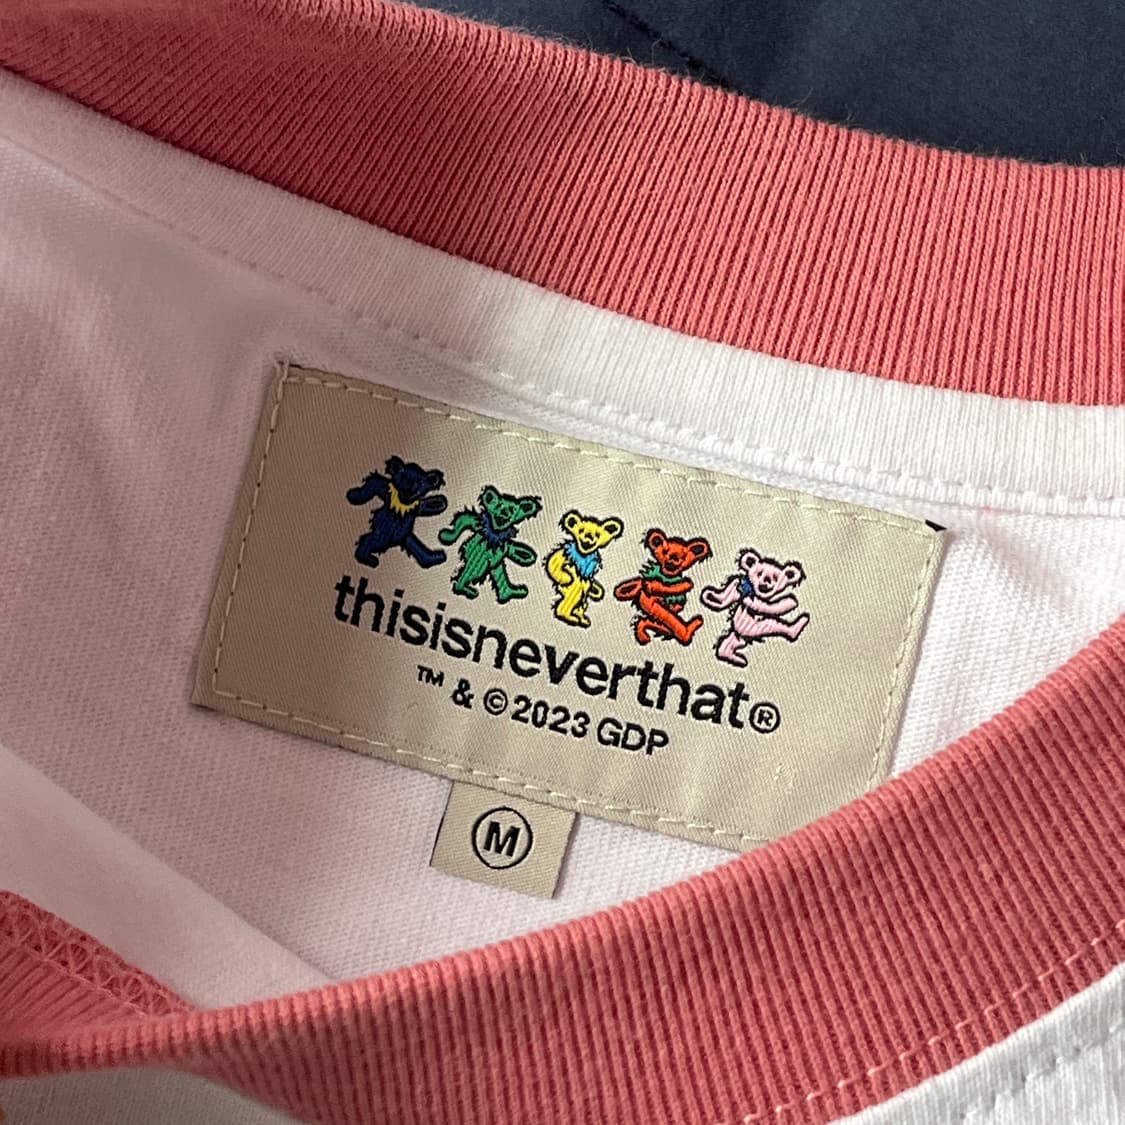 thisisneverthat®
™ & © 2023 GDP
M